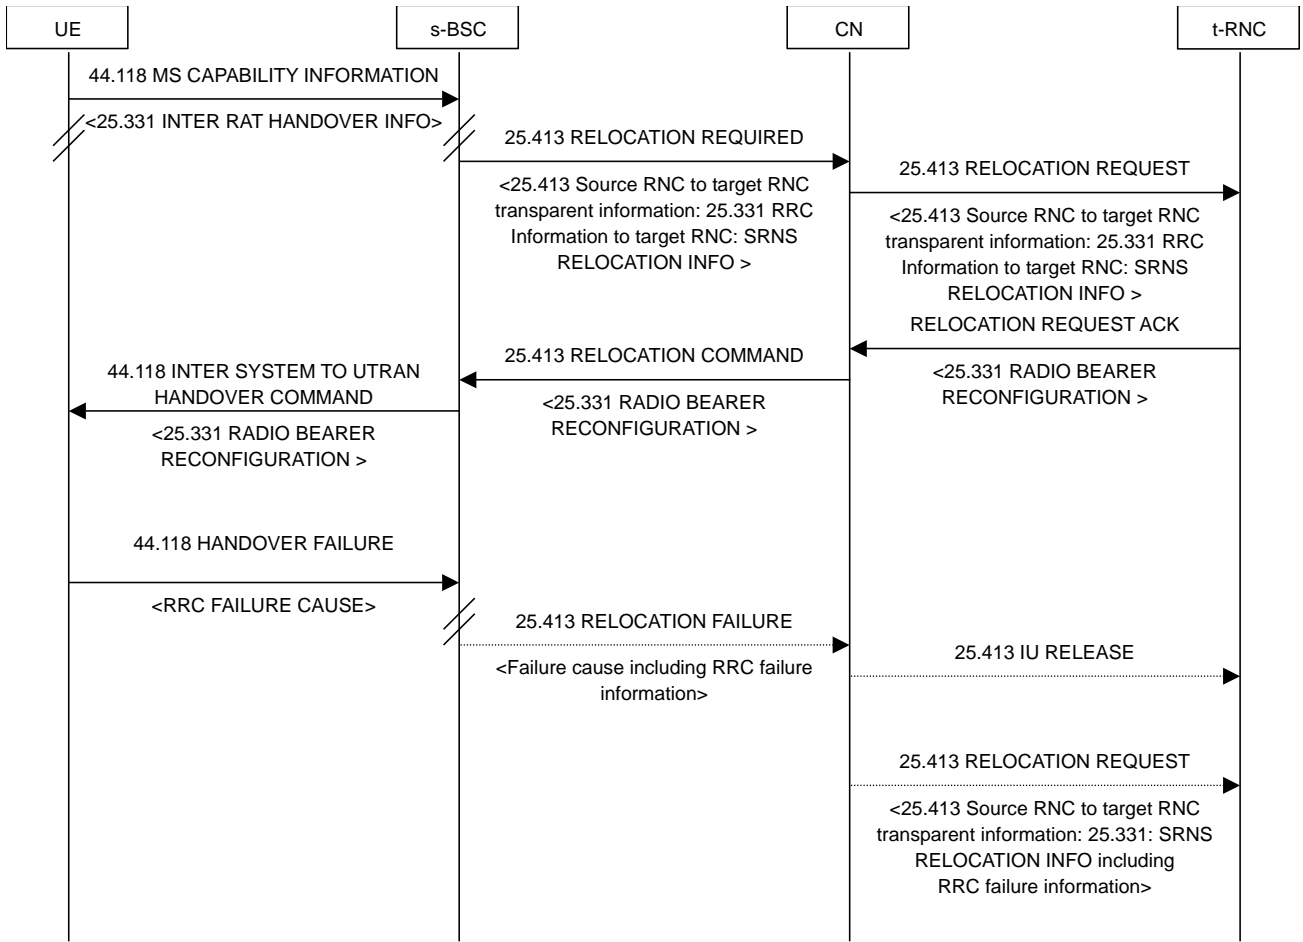 UE
s-BSC
CN
t-RNC
44.118 MS CAPABILITY INFORMATION
<25.331 INTER RAT HANDOVER INFO>
25.413 RELOCATION REQUIRED
<25.413 Source RNC to target RNC
transparent information: 25.331 RRC
Information to target RNC: SRNS
RELOCATION INFO >
25.413 RELOCATION REQUEST
<25.413 Source RNC to target RNC
transparent information: 25.331 RRC
Information to target RNC: SRNS
RELOCATION INFO >
RELOCATION REQUEST ACK
<25.331 RADIO BEARER
RECONFIGURATION >
25.413 RELOCATION COMMAND
<25.331 RADIO BEARER
RECONFIGURATION >
44.118 INTER SYSTEM TO UTRAN
HANDOVER COMMAND
<25.331 RADIO BEARER
RECONFIGURATION >
44.118 HANDOVER FAILURE
<RRC FAILURE CAUSE>
25.413 RELOCATION FAILURE
<Failure cause including RRC failure
information>
25.413 IU RELEASE
25.413 RELOCATION REQUEST
<25.413 Source RNC to target RNC
transparent information: 25.331: SRNS
RELOCATION INFO including
RRC failure information>